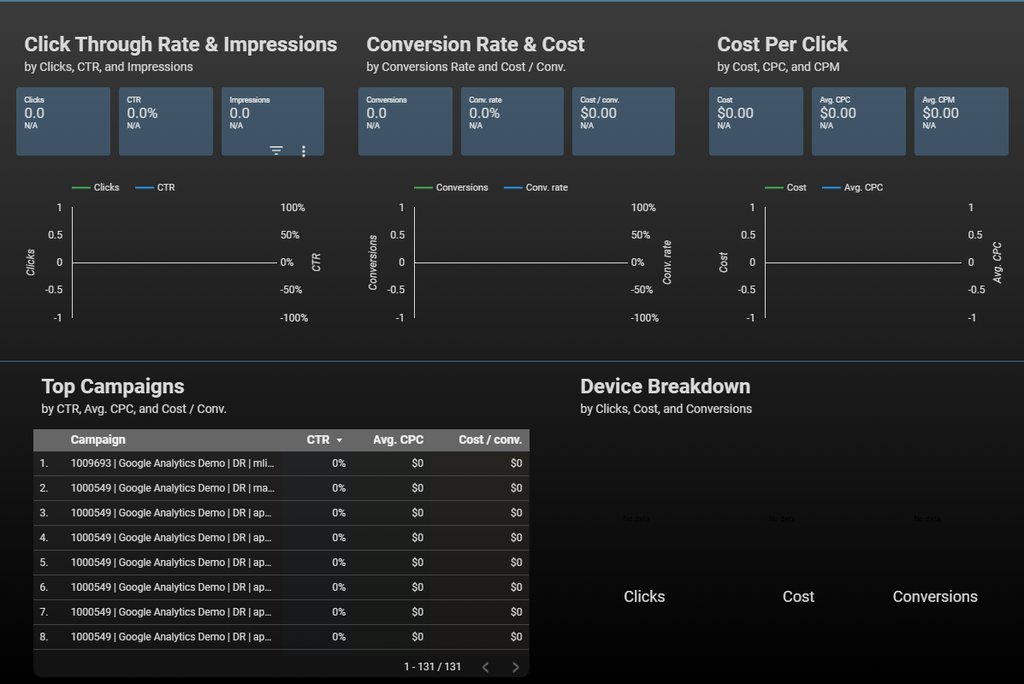 Click Through Rate & Impressions
by Clicks, CTR, and Impressions
Clicks
0.0
N/A
CTR
0.0%
N/A
Impressions
0.0
N/A
Clicks
CTR
1
0.5
0
-0.5
-1
Clicks
100%
50%
0%
-50%
-100%
CTR
Conversion Rate & Cost
by Conversions Rate and Cost / Conv.
Conversions
0.0
N/A
Conv. rate
0.0%
N/A
Cost / conv.
$0.00
N/A
Conversions
Conv. rate
1
0.5
0
-0.5
-1
Conversions
100%
50%
0%
-50%
-100%
Conv. rate
Cost Per Click
by Cost, CPC, and CPM
Cost
$0.00
N/A
Avg. CPC
$0.00
N/A
Avg. CPM
$0.00
N/A
Cost
Avg. CPC
1
0.5
0
-0.5
-1
Cost
1
0.5
0
-0.5
-1
Avg. CPC
Top Campaigns
by CTR, Avg. CPC, and Cost / Conv.
Campaign CTR Avg. CPC Cost / conv.
1. 1009693 | Google Analytics Demo | DR | mli... 0% $0 $0
2. 1000549 | Google Analytics Demo | DR | ma... 0% $0 $0
3. 1000549 | Google Analytics Demo | DR | ap... 0% $0 $0
4. 1000549 | Google Analytics Demo | DR | ap... 0% $0 $0
5. 1000549 | Google Analytics Demo | DR | ap... 0% $0 $0
6. 1000549 | Google Analytics Demo | DR | ap... 0% $0 $0
7. 1000549 | Google Analytics Demo | DR | ap... 0% $0 $0
8. 1000549 | Google Analytics Demo | DR | ap... 0% $0 $0
1 - 131 / 131
Device Breakdown
by Clicks, Cost, and Conversions
No data
No data
No data
Clicks
Cost
Conversions